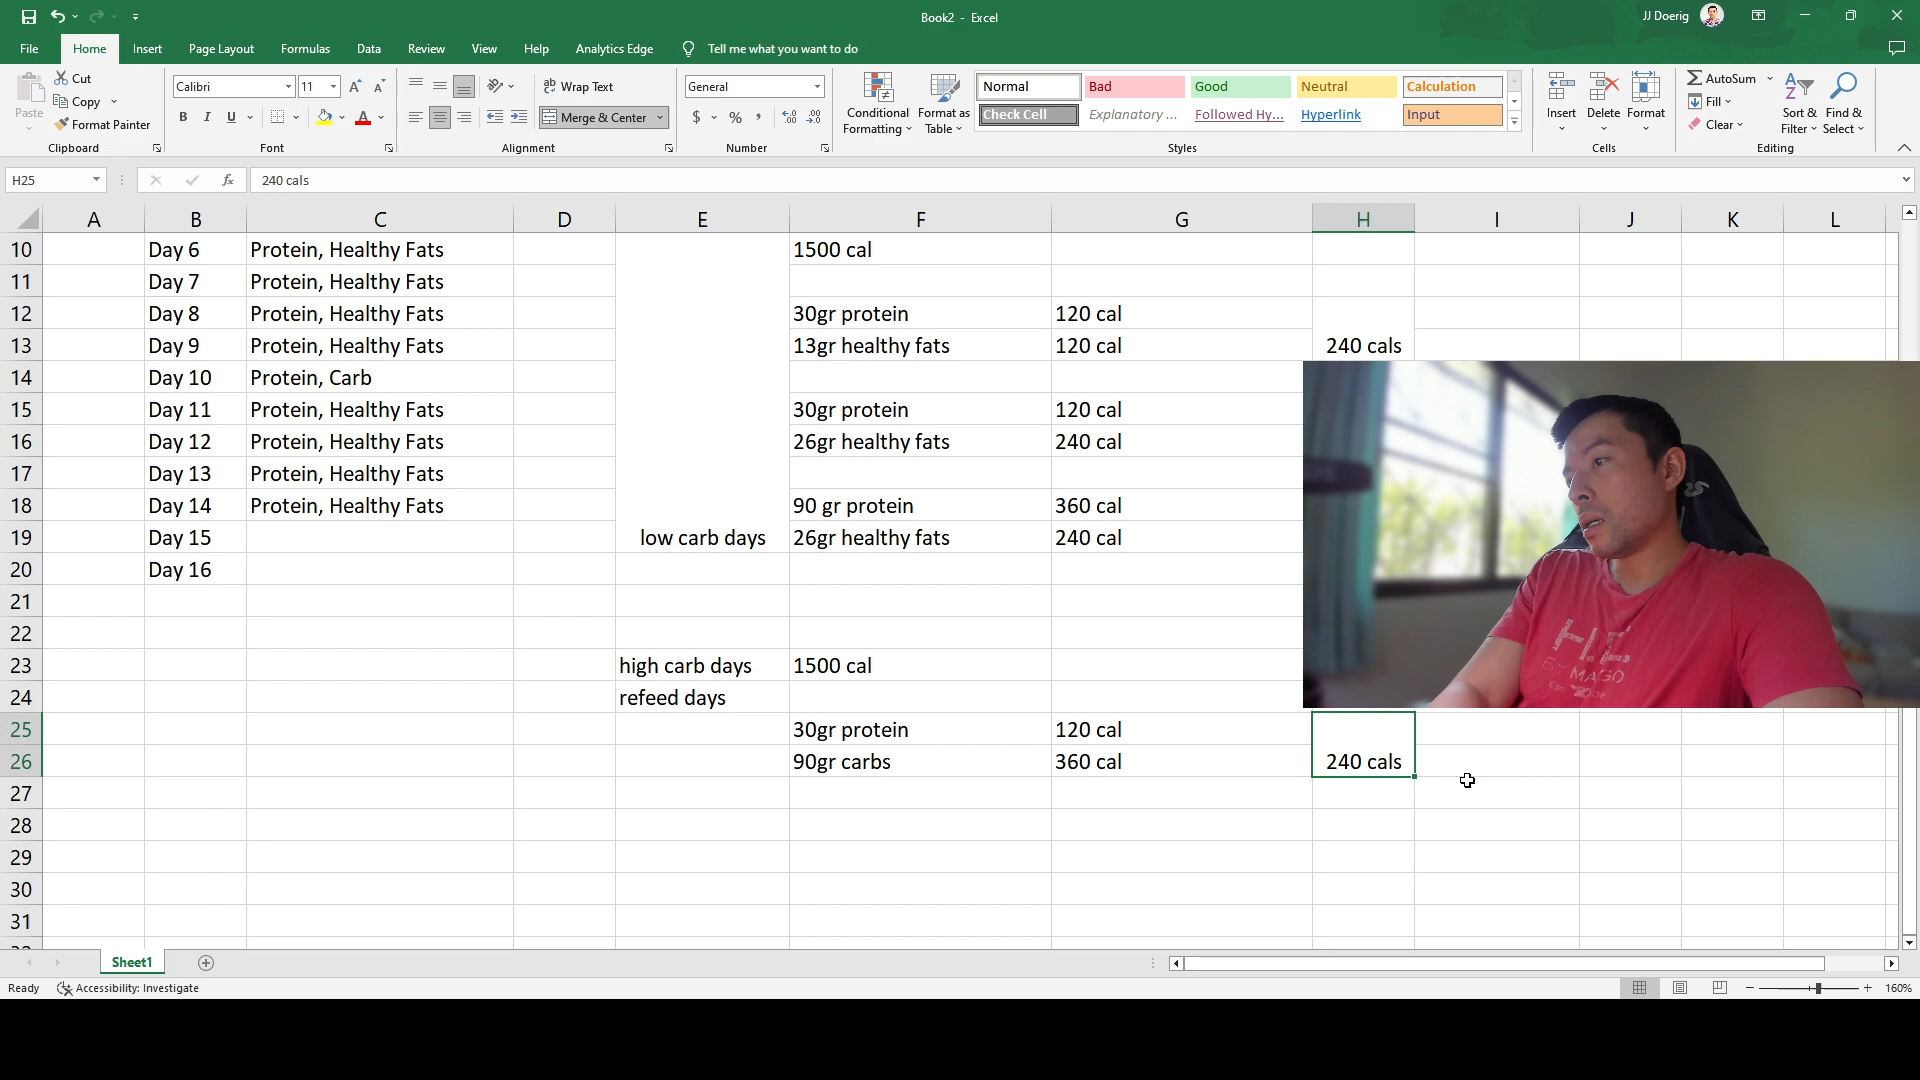 Book2 - Excel
JJ Doerig
File Home Insert Page Layout Formulas Data Review View Help Analytics Edge Tell me what you want to do
Paste
Cut
Copy
Format Painter
Clipboard
Calibri 11
B I U
Font
Wrap Text
Merge & Center
Alignment
General
$ % ,
Number
Conditional Formatting
Format as Table
Normal Bad Good Neutral Calculation
Check Cell Explanatory ... Followed Hy... Hyperlink Input
Styles
Insert Delete Format
Cells
AutoSum
Fill
Clear
Sort & Filter
Find & Select
Editing
H25 fx 240 cals
A B C D E F G H I J K L
10 Day 6 Protein, Healthy Fats 1500 cal
11 Day 7 Protein, Healthy Fats
12 Day 8 Protein, Healthy Fats 30gr protein 120 cal
13 Day 9 Protein, Healthy Fats 13gr healthy fats 120 cal 240 cals
14 Day 10 Protein, Carb
15 Day 11 Protein, Healthy Fats 30gr protein 120 cal
16 Day 12 Protein, Healthy Fats 26gr healthy fats 240 cal
17 Day 13 Protein, Healthy Fats
18 Day 14 Protein, Healthy Fats 90 gr protein 360 cal
19 Day 15 low carb days 26gr healthy fats 240 cal
20 Day 16
21
22
23 high carb days 1500 cal
24 refeed days
25 30gr protein 120 cal
26 90gr carbs 360 cal 240 cals
27
28
29
30
31
Sheet1
Ready Accessibility: Investigate 160%